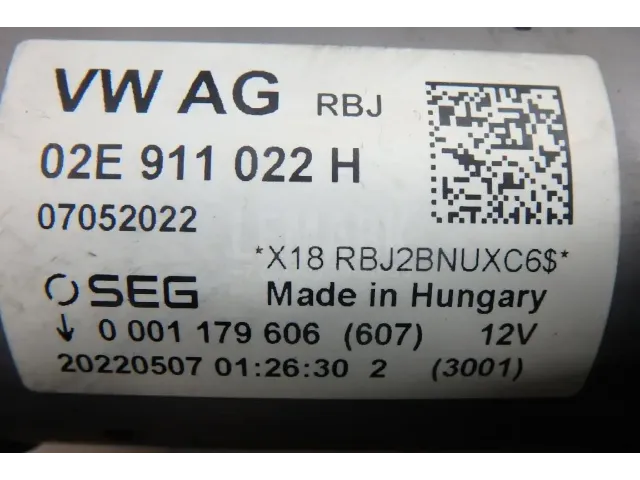 VW AG RBJ
02E 911 022 H
07052022
*X18 RBJ2BNUXC6$*
SEG Made in Hungary
↓ 0 001 179 606 (607) 12V
20220507 01:26:30 2 (3001)